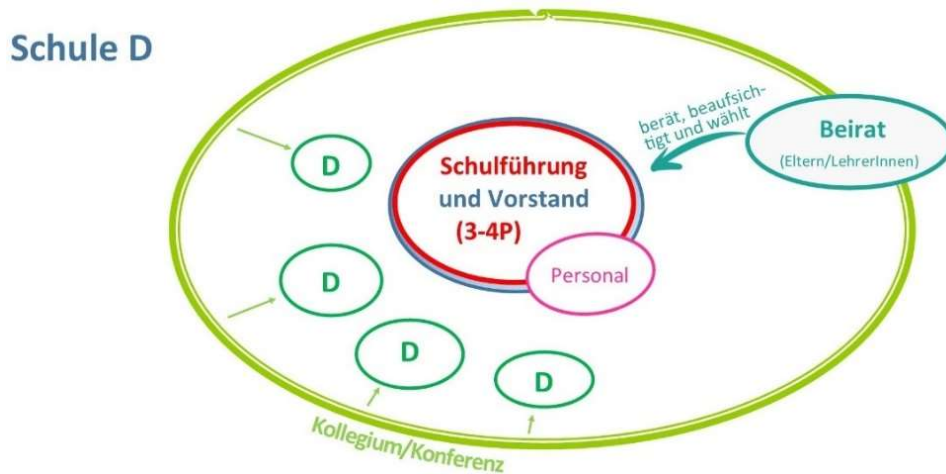 Schule D
berät, beaufsich-
tigt und wählt
Beirat
(Eltern/LehrerInnen)
D
Schulführung
und Vorstand
(3-4P)
Personal
D
D
D
Kollegium/Konferenz